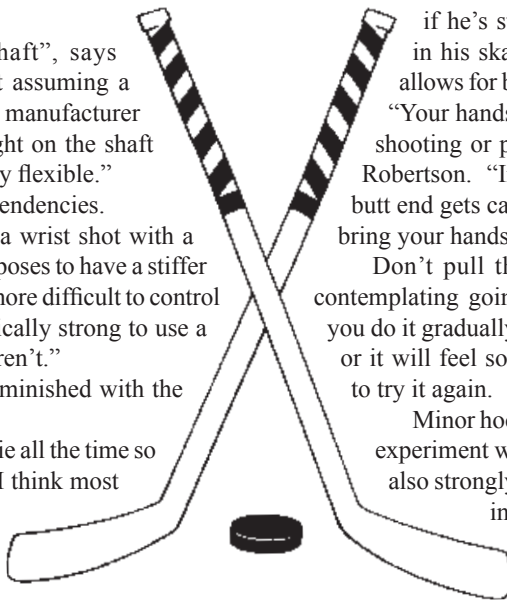 haft”, says
t assuming a
manufacturer
ght on the shaft
y flexible.”
endencies.
a wrist shot with a
poses to have a stiffer
more difficult to control
ically strong to use a
ren’t.”
minished with the
ie all the time so
I think most
if he’s s
in his ska
allows for b
“Your hands
shooting or p
Robertson. “I
butt end gets ca
bring your hands
Don’t pull th
contemplating goin
you do it gradually
or it will feel so
to try it again.
Minor hoc
experiment w
also strongly
in